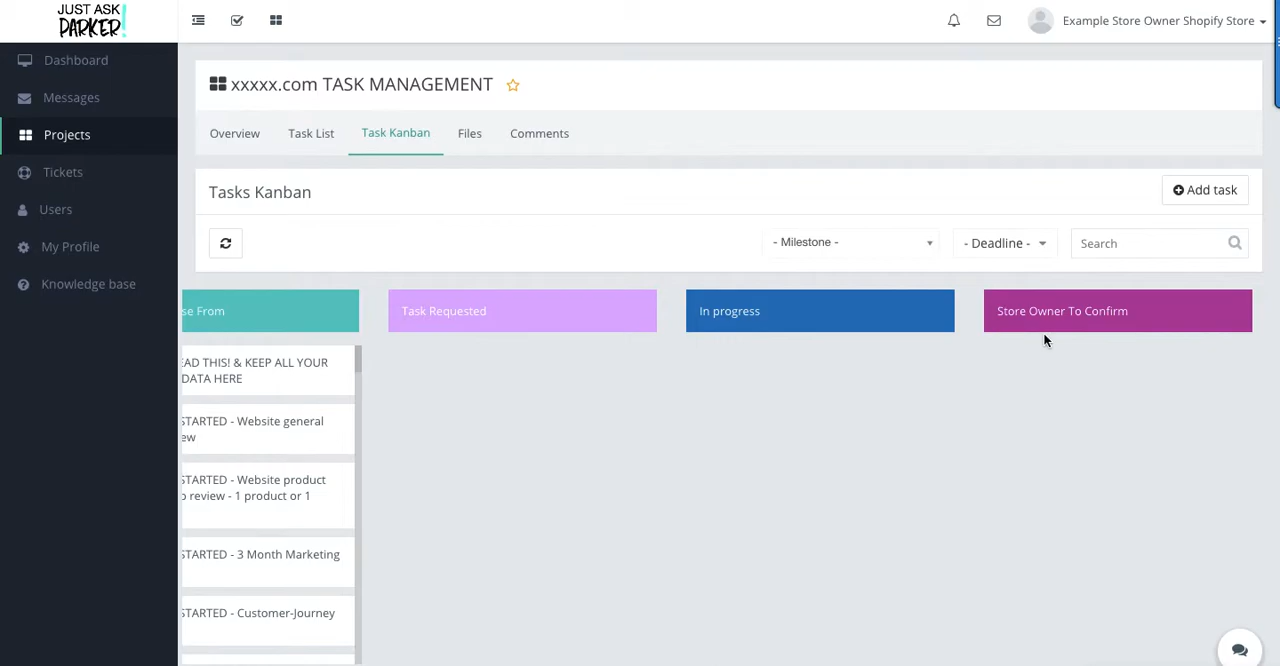 JUST ASK
PARKER!
Example Store Owner Shopify Store
Dashboard
Messages
Projects
Tickets
Users
My Profile
Knowledge base
xxxxx.com TASK MANAGEMENT
Overview
Task List
Task Kanban
Files
Comments
Tasks Kanban
Add task
- Milestone -
- Deadline -
Search
se From
Task Requested
In progress
Store Owner To Confirm
EAD THIS! & KEEP ALL YOUR
DATA HERE
STARTED - Website general
ew
STARTED - Website product
o review - 1 product or 1
STARTED - 3 Month Marketing
STARTED - Customer-Journey